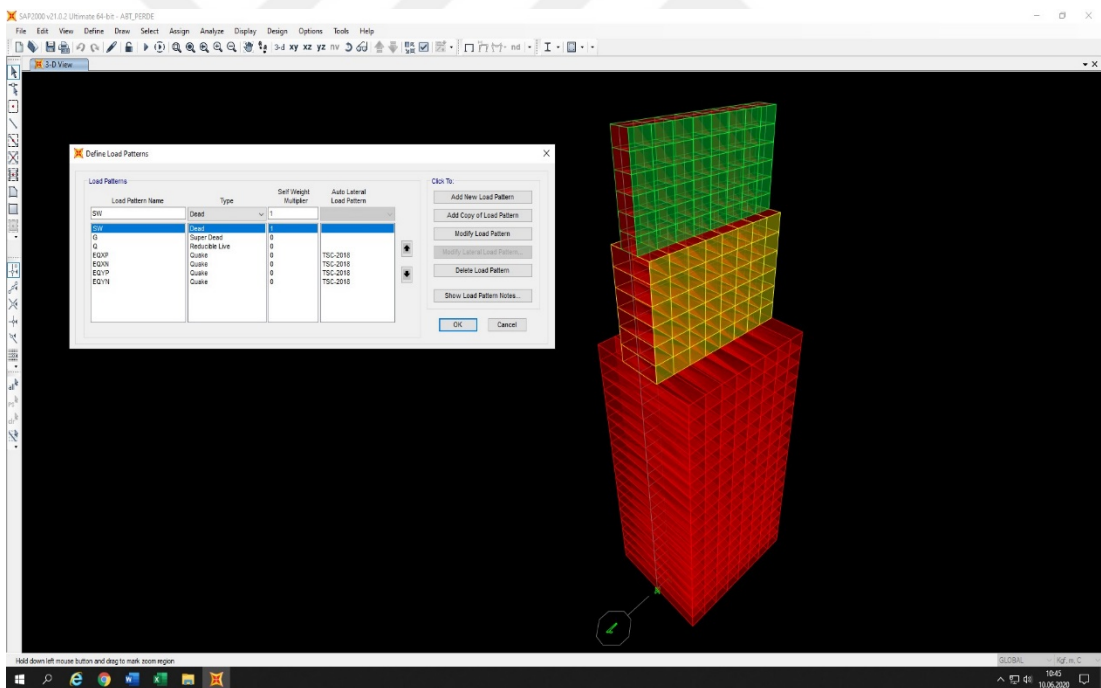 SAP2000 v21.0.2 Ultimate 64-bit - ABT_PERDE
File Edit View Define Draw Select Assign Analyze Display Design Options Tools Help
3-d xy xz yz nv nd
3-D View
Define Load Patterns
Load Patterns
Click To:
Load Pattern Name Type Self Weight Multiplier Auto Lateral Load Pattern
SW Dead 1
SW Dead 1
G Super Dead 0
Q Reducible Live 0
EQXP Quake 0 TSC-2018
EQXN Quake 0 TSC-2018
EQYP Quake 0 TSC-2018
EQYN Quake 0 TSC-2018
Add New Load Pattern
Add Copy of Load Pattern
Modify Load Pattern
Modify Lateral Load Pattern...
Delete Load Pattern
Show Load Pattern Notes...
OK Cancel
Hold down left mouse button and drag to mark zoom region
GLOBAL Kgf, m, C
10:45
10.06.2020